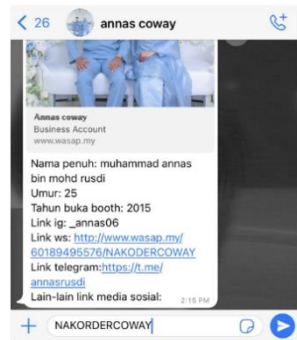 26
annas coway
Annas coway
Business Account
www.wasap.my
Nama penuh: muhammad annas
bin mohd rusdi
Umur: 25
Tahun buka booth: 2015
Link ig: _annas06
Link ws: http://www.wasap.my/
60189495576/NAKODERCOWAY
Link telegram:https://t.me/
annasrusdi
Lain-lain link media sosial:
2:15 PM
NAKORDERCOWAY